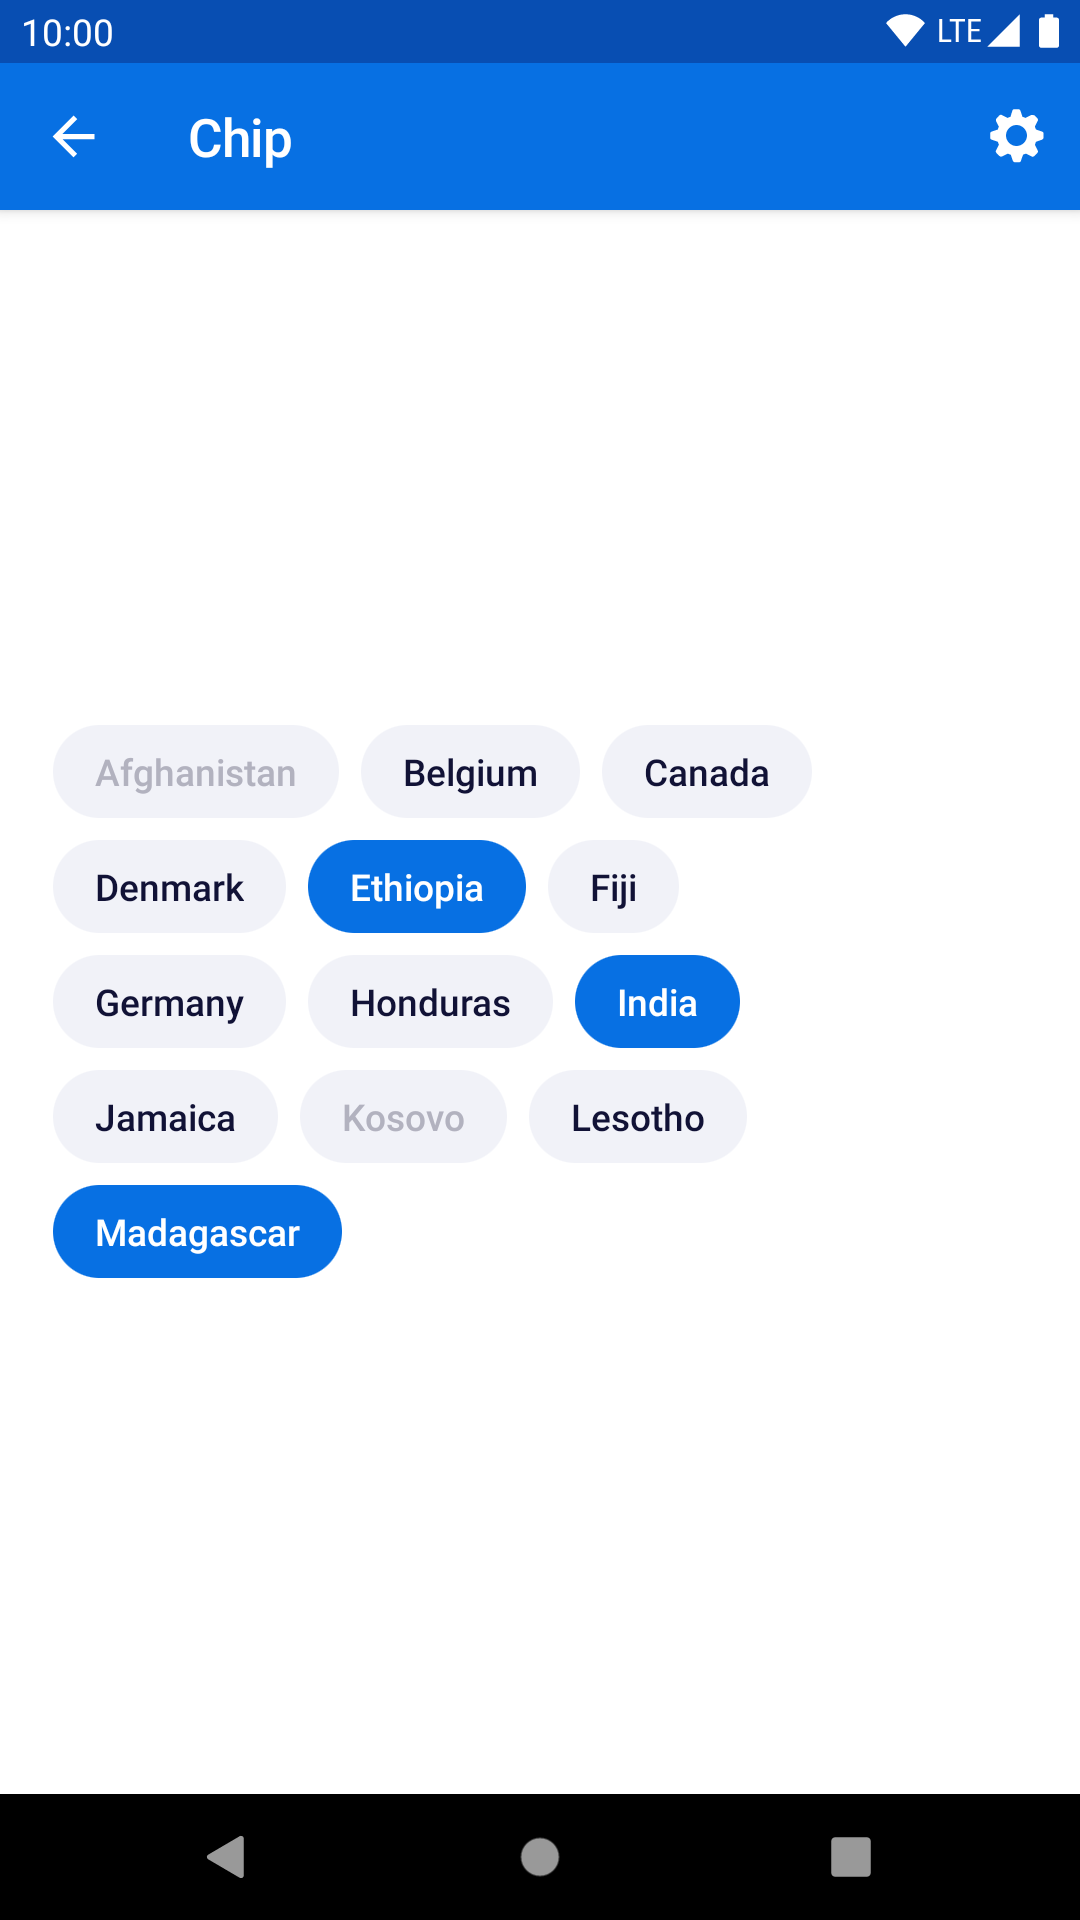 10:00 LTE
Chip
Afghanistan Belgium Canada
Denmark Ethiopia Fiji
Germany Honduras India
Jamaica Kosovo Lesotho
Madagascar